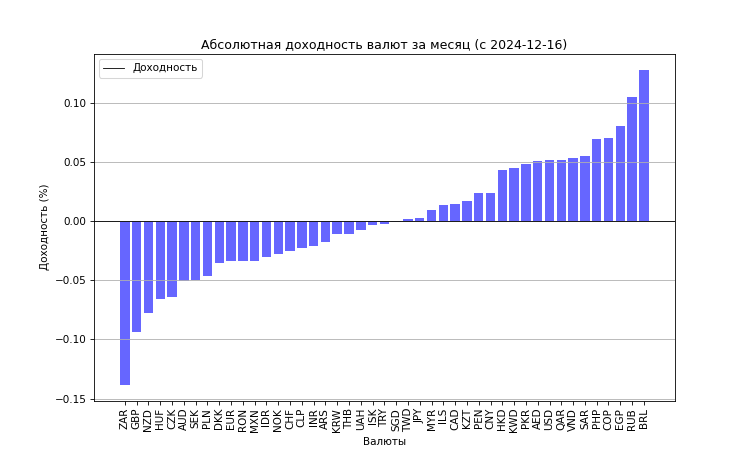 Абсолютная доходность валют за месяц (с 2024-12-16)
Доходность
Доходность (%)
0.10
0.05
0.00
−0.05
−0.10
−0.15
ZAR GBP NZD HUF CZK AUD SEK PLN DKK EUR RON MXN IDR NOK CHF CLP INR ARS KRW THB UAH ISK TRY SGD TWD JPY MYR ILS CAD KZT PEN CNY HKD KWD PKR AED USD QAR VND SAR PHP COP EGP RUB BRL
Валюты